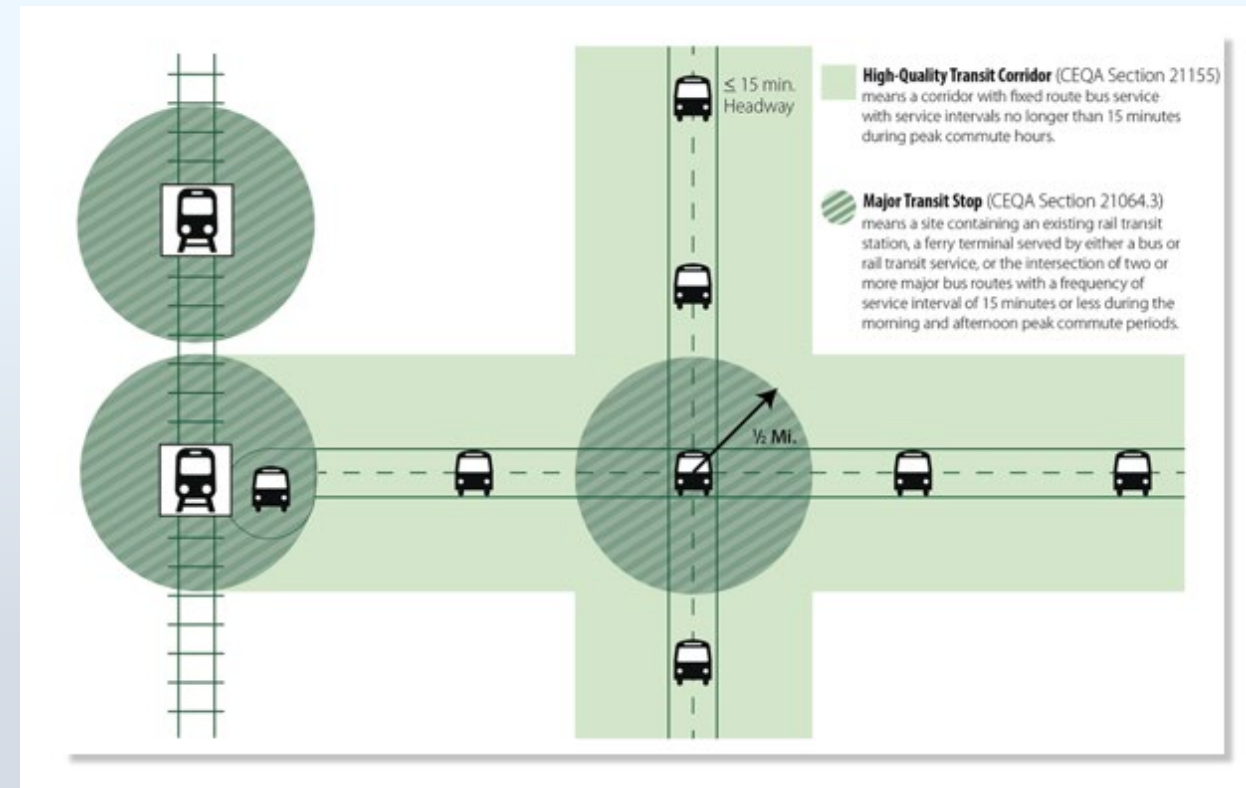 ≤ 15 min.
Headway
½ Mi.
High-Quality Transit Corridor (CEQA Section 21155)
means a corridor with fixed route bus service
with service intervals no longer than 15 minutes
during peak commute hours.
Major Transit Stop (CEQA Section 21064.3)
means a site containing an existing rail transit
station, a ferry terminal served by either a bus or
rail transit service, or the intersection of two or
more major bus routes with a frequency of
service interval of 15 minutes or less during the
morning and afternoon peak commute periods.